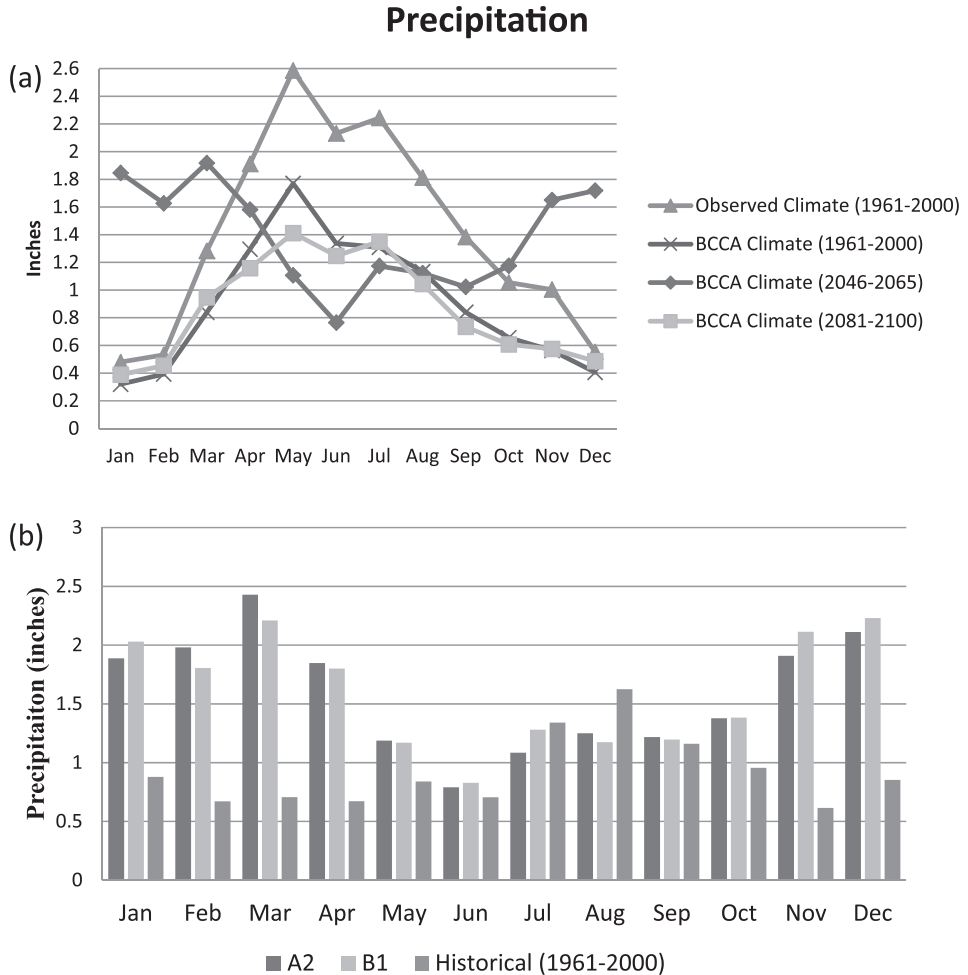 Precipitation
(a)
2.6
2.4
2.2
2
1.8
1.6
1.4
1.2
1
0.8
0.6
0.4
0.2
0
Inches
Jan Feb Mar Apr May Jun Jul Aug Sep Oct Nov Dec
Observed Climate (1961-2000)
BCCA Climate (1961-2000)
BCCA Climate (2046-2065)
BCCA Climate (2081-2100)
(b)
3
2.5
2
1.5
1
0.5
0
Precipitaiton (inches)
Jan Feb Mar Apr May Jun Jul Aug Sep Oct Nov Dec
A2 B1 Historical (1961-2000)